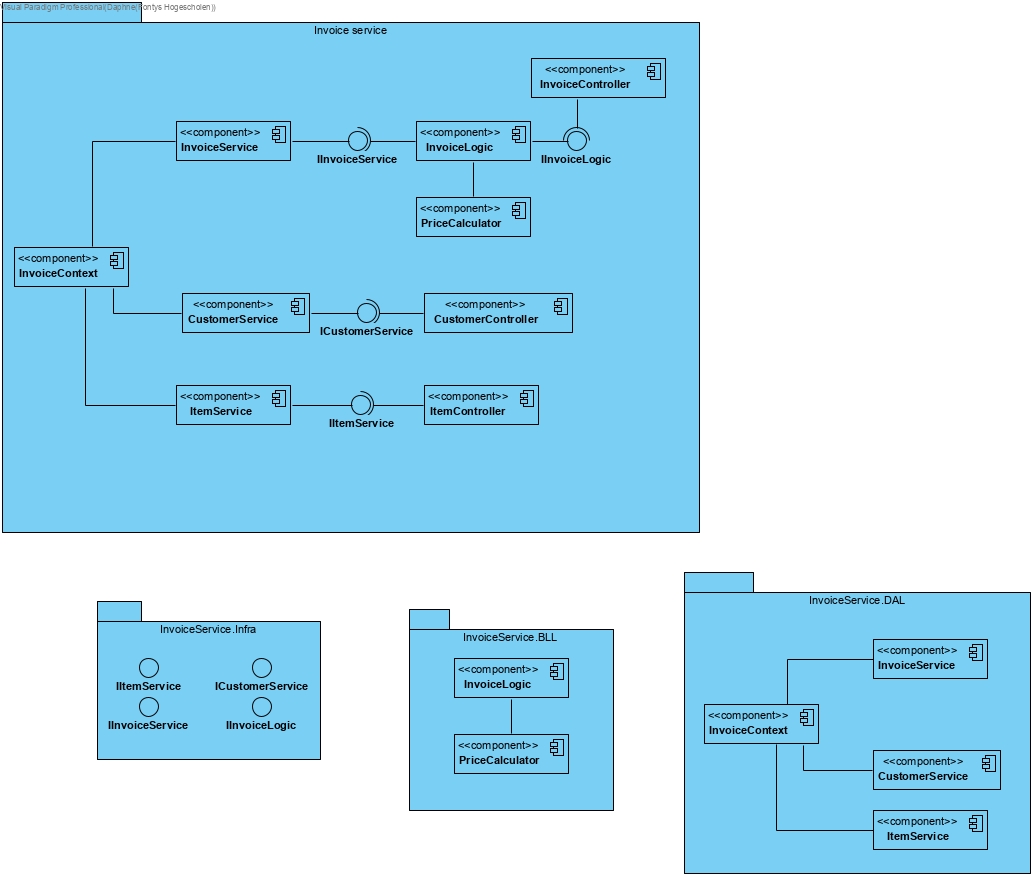 Visual Paradigm Professional(Daphne(Fontys Hogescholen))
Invoice service
<<component>>
InvoiceController
<<component>>
InvoiceService
IInvoiceService
<<component>>
InvoiceLogic
IInvoiceLogic
<<component>>
PriceCalculator
<<component>>
InvoiceContext
<<component>>
CustomerService
ICustomerService
<<component>>
CustomerController
<<component>>
ItemService
IItemService
<<component>>
ItemController
InvoiceService.Infra
IItemService
ICustomerService
IInvoiceService
IInvoiceLogic
InvoiceService.BLL
<<component>>
InvoiceLogic
<<component>>
PriceCalculator
InvoiceService.DAL
<<component>>
InvoiceService
<<component>>
InvoiceContext
<<component>>
CustomerService
<<component>>
ItemService